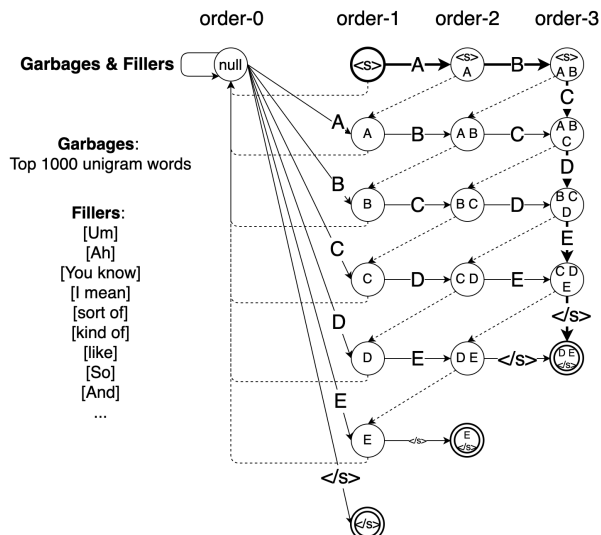 order-0 order-1 order-2 order-3
Garbages & Fillers null <s> A <s> A B <s> A B
C
A A B A B C A B C
Garbages:
Top 1000 unigram words
D
B B C B C D B C D
Fillers:
[Um]
[Ah]
[You know]
[I mean]
[sort of]
[kind of]
[like]
[So]
[And]
...
E
C C D C D E C D E
</s>
D D E D E </s> D E </s>
E E </s> E </s>
</s>
</s>